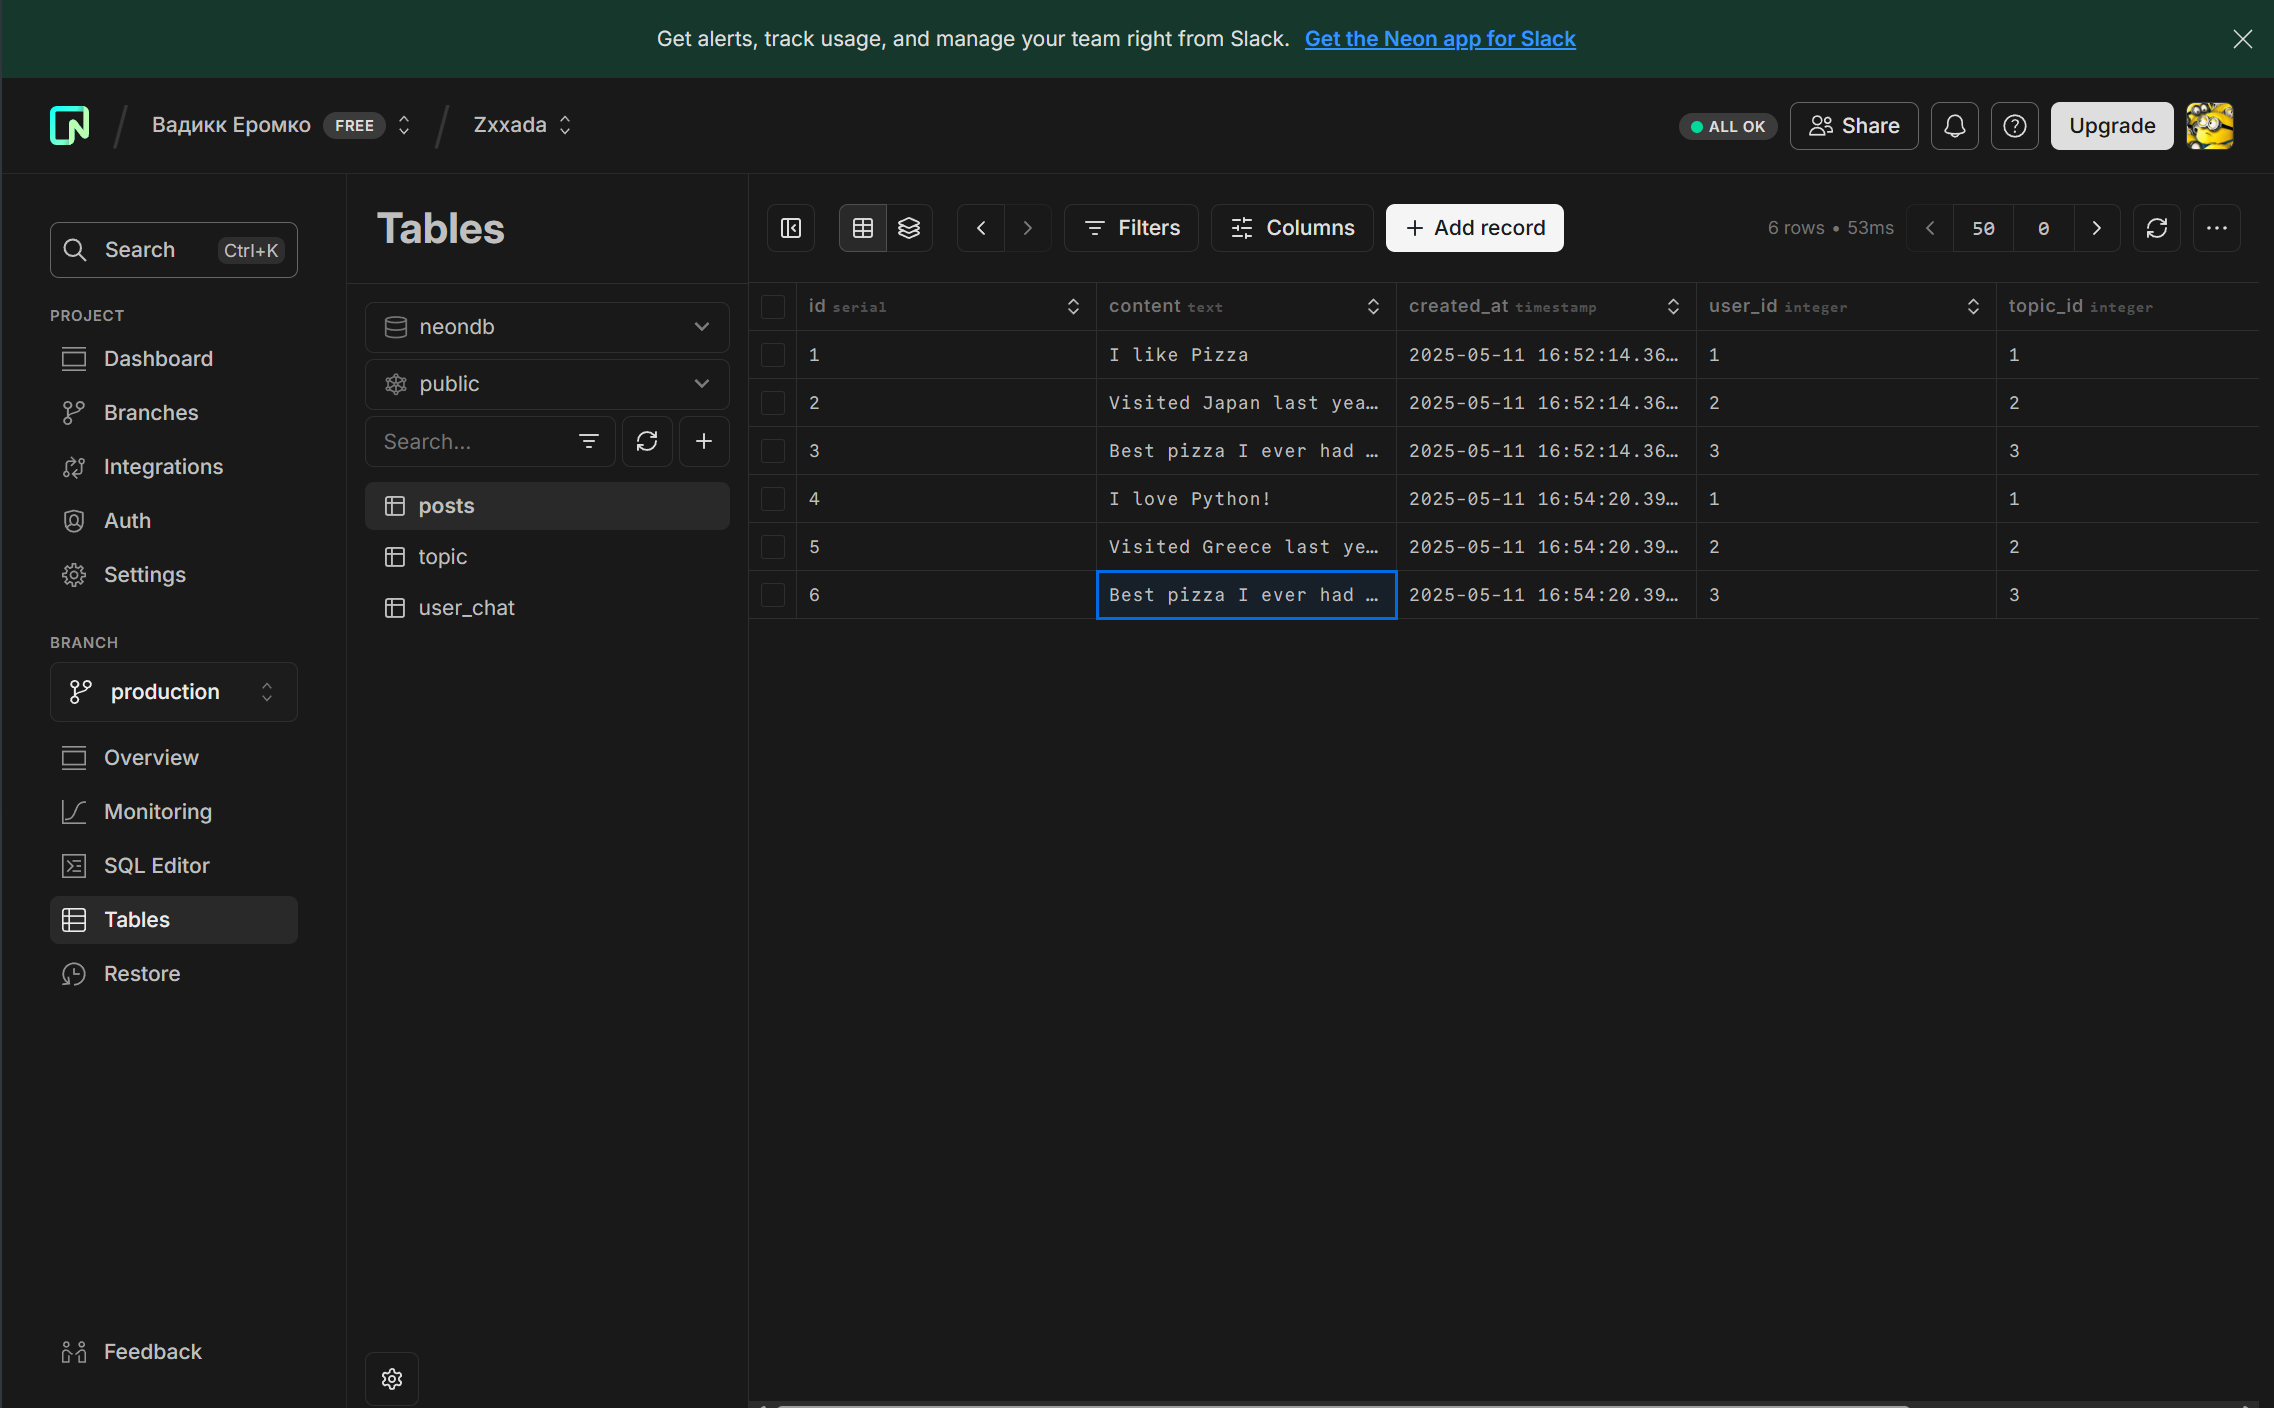 Get alerts, track usage, and manage your team right from Slack. Get the Neon app for Slack
Вадикк Еромко FREE
Zxxada
ALL OK
Share
Upgrade
Search Ctrl+K
PROJECT
Dashboard
Branches
Integrations
Auth
Settings
BRANCH
production
Overview
Monitoring
SQL Editor
Tables
Restore
Feedback
Tables
neondb
public
Search...
posts
topic
user_chat
Filters
Columns
+ Add record
6 rows • 53ms
50
0
id serial content text created_at timestamp user_id integer topic_id integer
1 I like Pizza 2025-05-11 16:52:14.36… 1 1
2 Visited Japan last yea… 2025-05-11 16:52:14.36… 2 2
3 Best pizza I ever had … 2025-05-11 16:52:14.36… 3 3
4 I love Python! 2025-05-11 16:54:20.39… 1 1
5 Visited Greece last ye… 2025-05-11 16:54:20.39… 2 2
6 Best pizza I ever had … 2025-05-11 16:54:20.39… 3 3